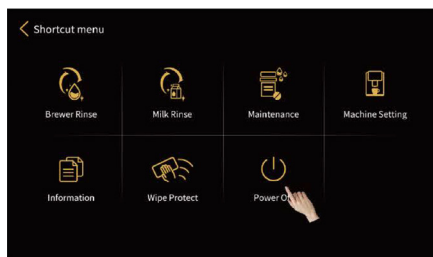 Shortcut menu
Brewer Rinse
Milk Rinse
Maintenance
Machine Setting
Information
Wipe Protect
Power